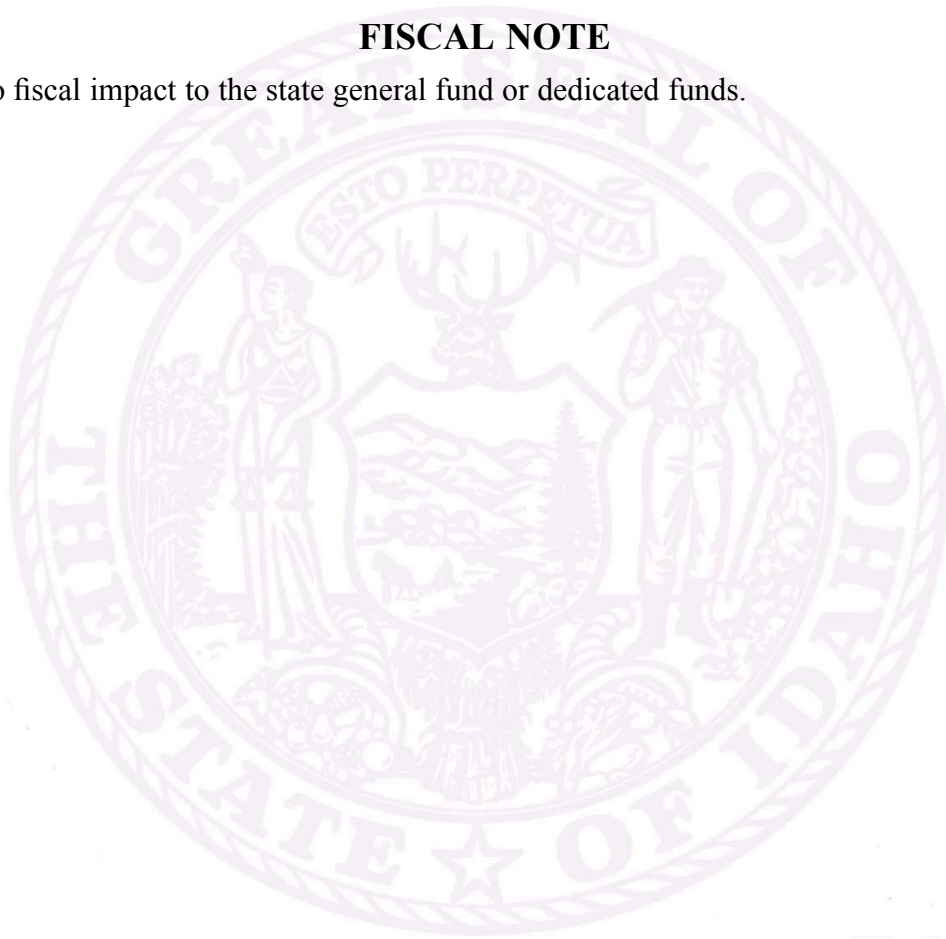 FISCAL NOTE
o fiscal impact to the state general fund or dedicated funds.
GREAT SEAL OF
ESTO PERPETUA
THE STATE OF IDAHO